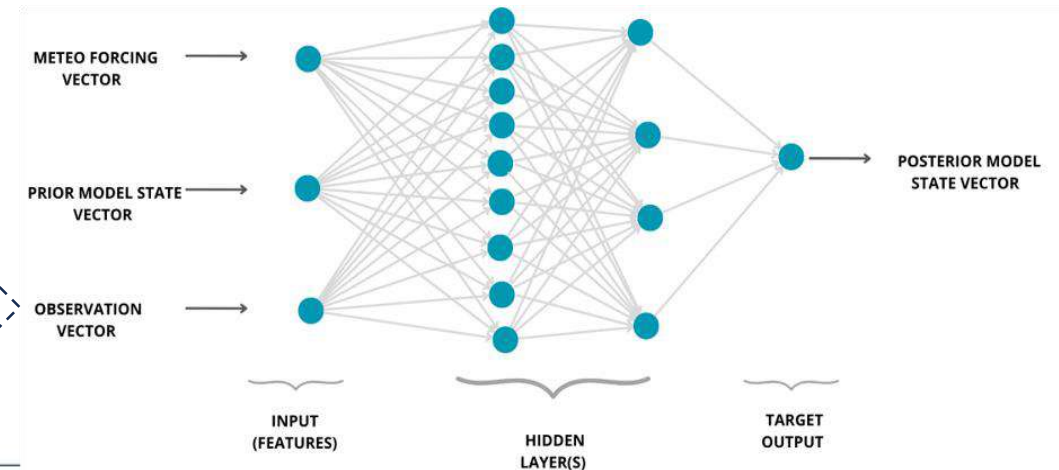 METEO FORCING
VECTOR
PRIOR MODEL STATE
VECTOR
OBSERVATION
VECTOR
POSTERIOR MODEL
STATE VECTOR
INPUT
(FEATURES)
HIDDEN
LAYER(S)
TARGET
OUTPUT